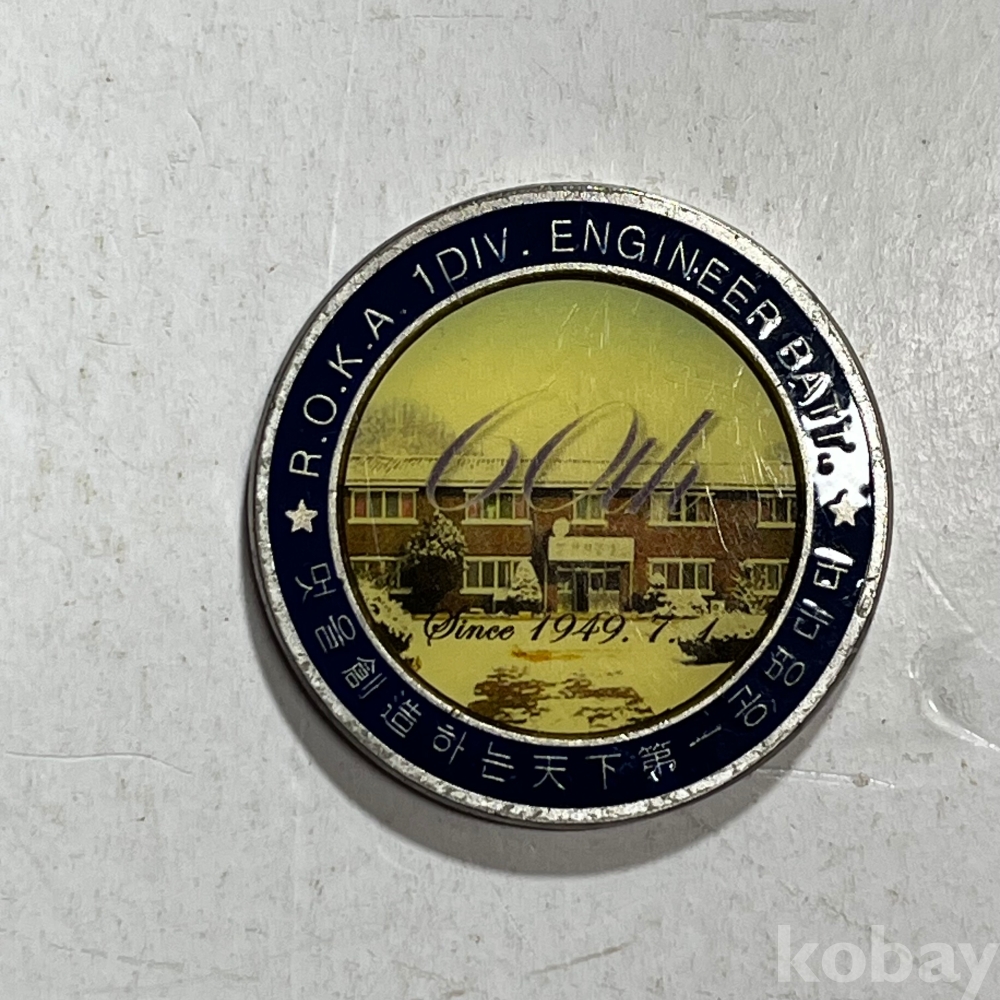 R.O.K.A. 1DIV. ENGINEER BATT.
60th
Since 1949. 7. 1
멋을 創造하는 天下第一 공병대대
kobay